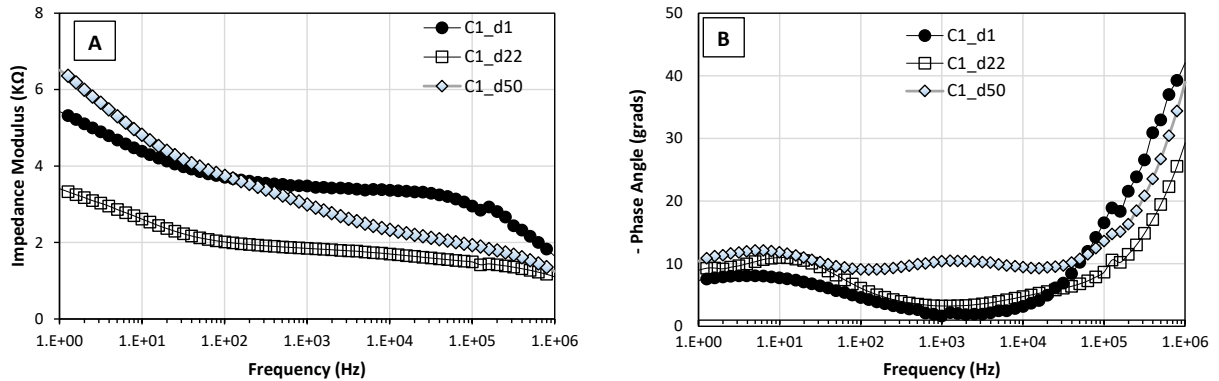 A
C1_d1
C1_d22
C1_d50
8
6
4
2
0
1.E+00 1.E+01 1.E+02 1.E+03 1.E+04 1.E+05 1.E+06
Impedance Modulus (KΩ)
Frequency (Hz)
B
C1_d1
C1_d22
C1_d50
50
40
30
20
10
0
1.E+00 1.E+01 1.E+02 1.E+03 1.E+04 1.E+05 1.E+06
- Phase Angle (grads)
Frequency (Hz)